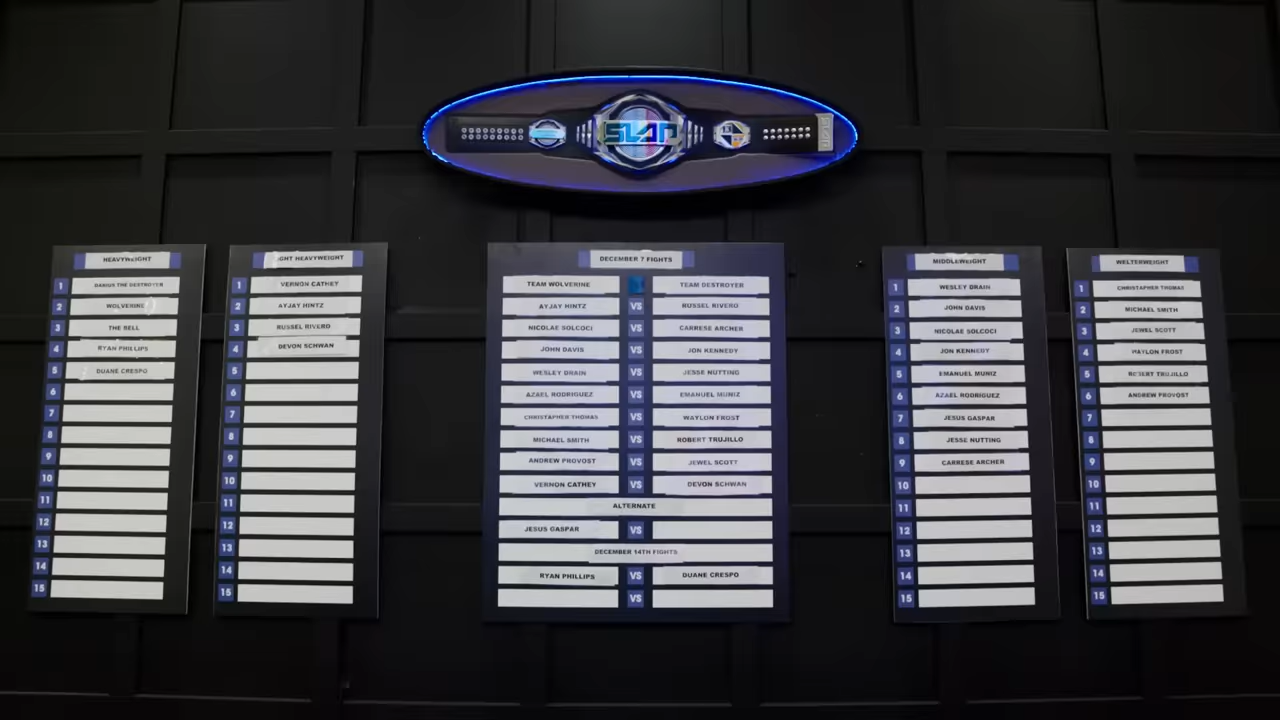 SLAP
HEAVYWEIGHT
1 DARIUS THE DESTROYER
2 WOLVERINE
3 THE BELL
4 RYAN PHILLIPS
5 DUANE CRESPO
6
7
8
9
10
11
12
13
14
15
IGHT HEAVYWEIGHT
1 VERNON CATHEY
2 AYJAY HINTZ
3 RUSSEL RIVERO
4 DEVON SCHWAN
5
6
7
8
9
10
11
12
13
14
15
DECEMBER 7 FIGHTS
TEAM WOLVERINE TEAM DESTROYER
AYJAY HINTZ VS RUSSEL RIVERO
NICOLAE SOLCOCI VS CARRESE ARCHER
JOHN DAVIS VS JON KENNEDY
WESLEY DRAIN VS JESSE NUTTING
AZAEL RODRIGUEZ VS EMANUEL MUNIZ
CHRISTOPHER THOMAS VS WAYLON FROST
MICHAEL SMITH VS ROBERT TRUJILLO
ANDREW PROVOST VS JEWEL SCOTT
VERNON CATHEY VS DEVON SCHWAN
ALTERNATE
JESUS GASPAR VS
DECEMBER 14TH FIGHTS
RYAN PHILLIPS VS DUANE CRESPO
VS
MIDDLEWEIGHT
1 WESLEY DRAIN
2 JOHN DAVIS
3 NICOLAE SOLCOCI
4 JON KENNEDY
5 EMANUEL MUNIZ
6 AZAEL RODRIGUEZ
7 JESUS GASPAR
8 JESSE NUTTING
9 CARRESE ARCHER
10
11
12
13
14
15
WELTERWEIGHT
1 CHRISTOPHER THOMAS
2 MICHAEL SMITH
3 JEWEL SCOTT
4 WAYLON FROST
5 ROBERT TRUJILLO
6 ANDREW PROVOST
7
8
9
10
11
12
13
14
15